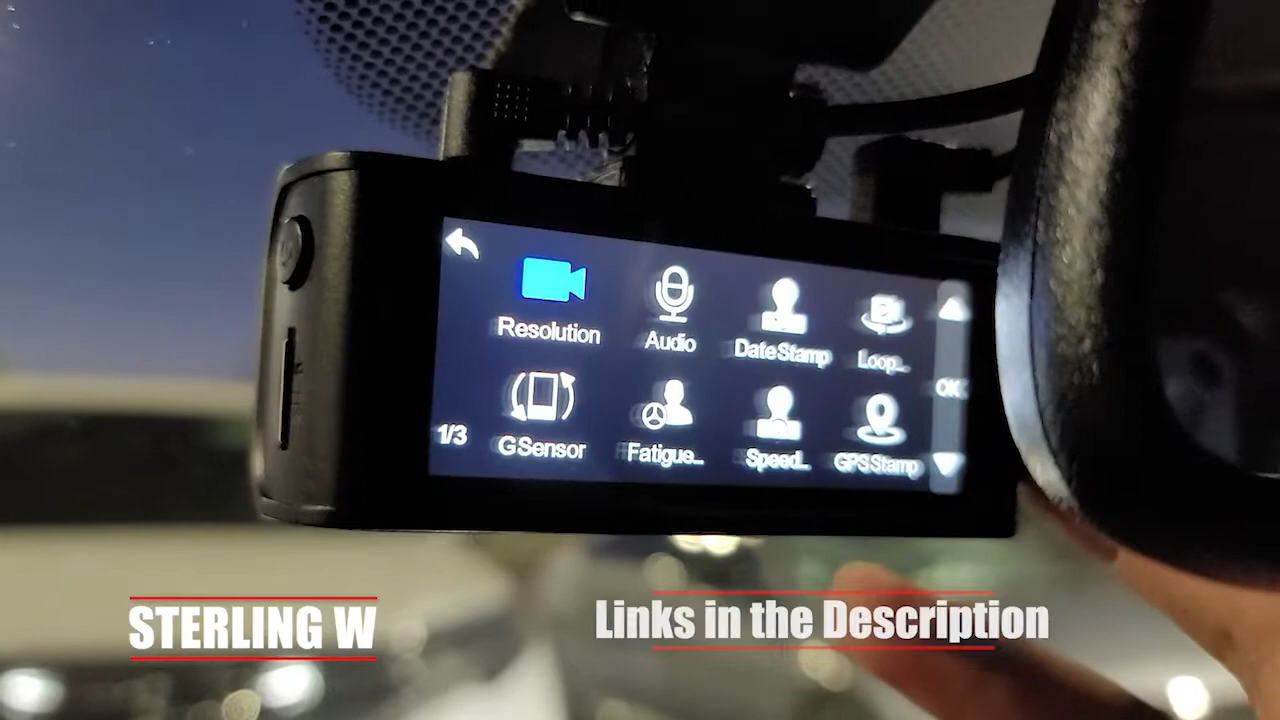 Resolution
Audio
DateStamp
Loop...
GSensor
Fatigue...
Speed...
GPSStamp
OK
1/3
STERLING W
Links in the Description